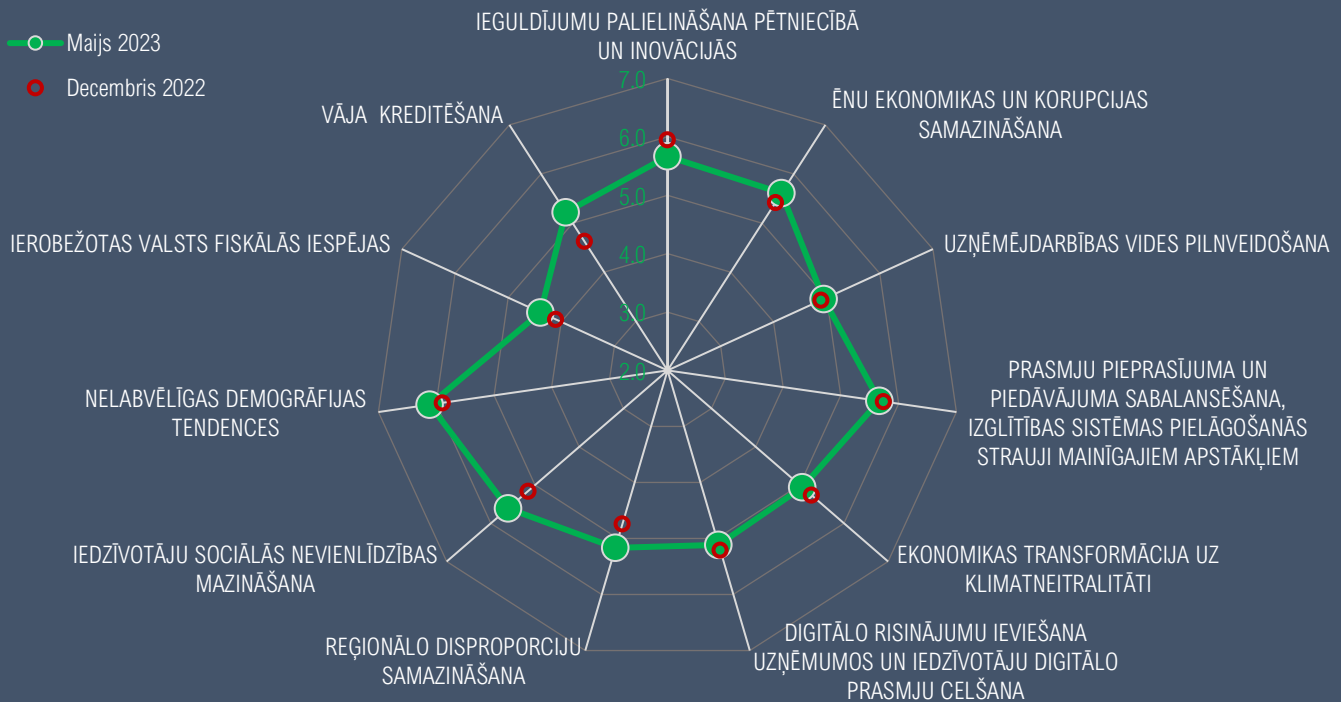 IEGULDĪJUMU PALIELINĀŠANA PĒTNIECĪBĀ
UN INOVĀCIJĀS
Maijs 2023
Decembris 2022
7.0
6.0
5.0
4.0
3.0
2.0
ĒNU EKONOMIKAS UN KORUPCIJAS
SAMAZINĀŠANA
UZŅĒMĒJDARBĪBAS VIDES PILNVEIDOŠANA
PRASMJU PIEPRASĪJUMA UN
PIEDĀVĀJUMA SABALANSĒŠANA,
IZGLĪTĪBAS SISTĒMAS PIELĀGOŠANĀS
STRAUJI MAINĪGAJIEM APSTĀKĻIEM
EKONOMIKAS TRANSFORMĀCIJA UZ
KLIMATNEITRALITĀTI
DIGITĀLO RISINĀJUMU IEVIEŠANA
UZŅĒMUMOS UN IEDZĪVOTĀJU DIGITĀLO
PRASMJU CELŠANA
REĢIONĀLO DISPROPORCIJU
SAMAZINĀŠANA
IEDZĪVOTĀJU SOCIĀLĀS NEVIENLĪDZĪBAS
MAZINĀŠANA
NELABVĒLĪGAS DEMOGRĀFIJAS
TENDENCES
IEROBEŽOTAS VALSTS FISKĀLĀS IESPĒJAS
VĀJA KREDITĒŠANA